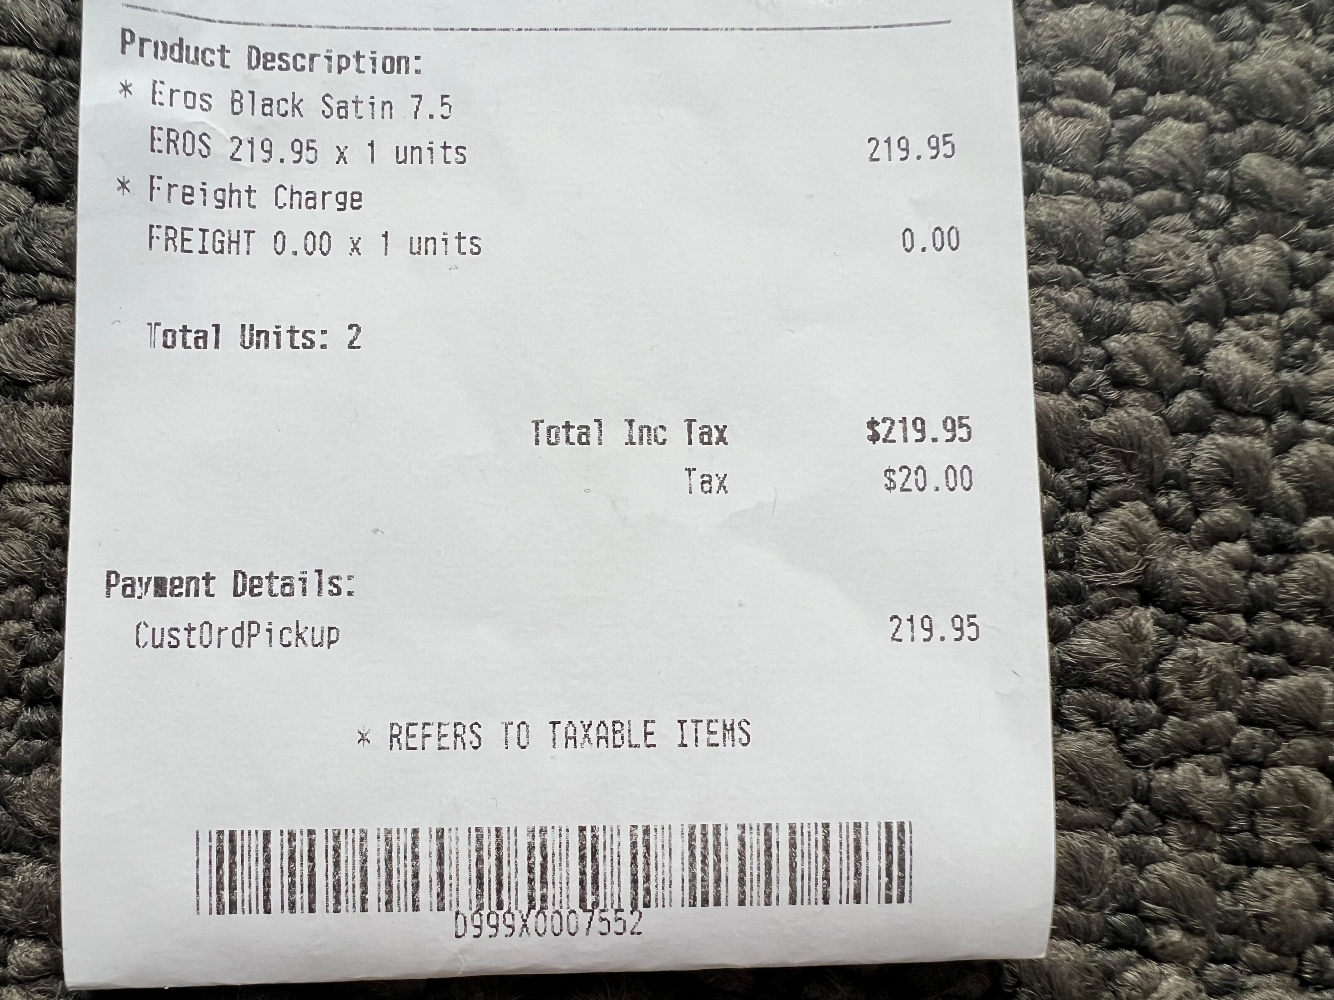 Product Description:
* Eros Black Satin 7.5
EROS 219.95 x 1 units 219.95
* Freight Charge
FREIGHT 0.00 x 1 units 0.00
Total Units: 2
Total Inc Tax $219.95
Tax $20.00
Payment Details:
CustOrdPickup 219.95
* REFERS TO TAXABLE ITEMS
D999X0007552